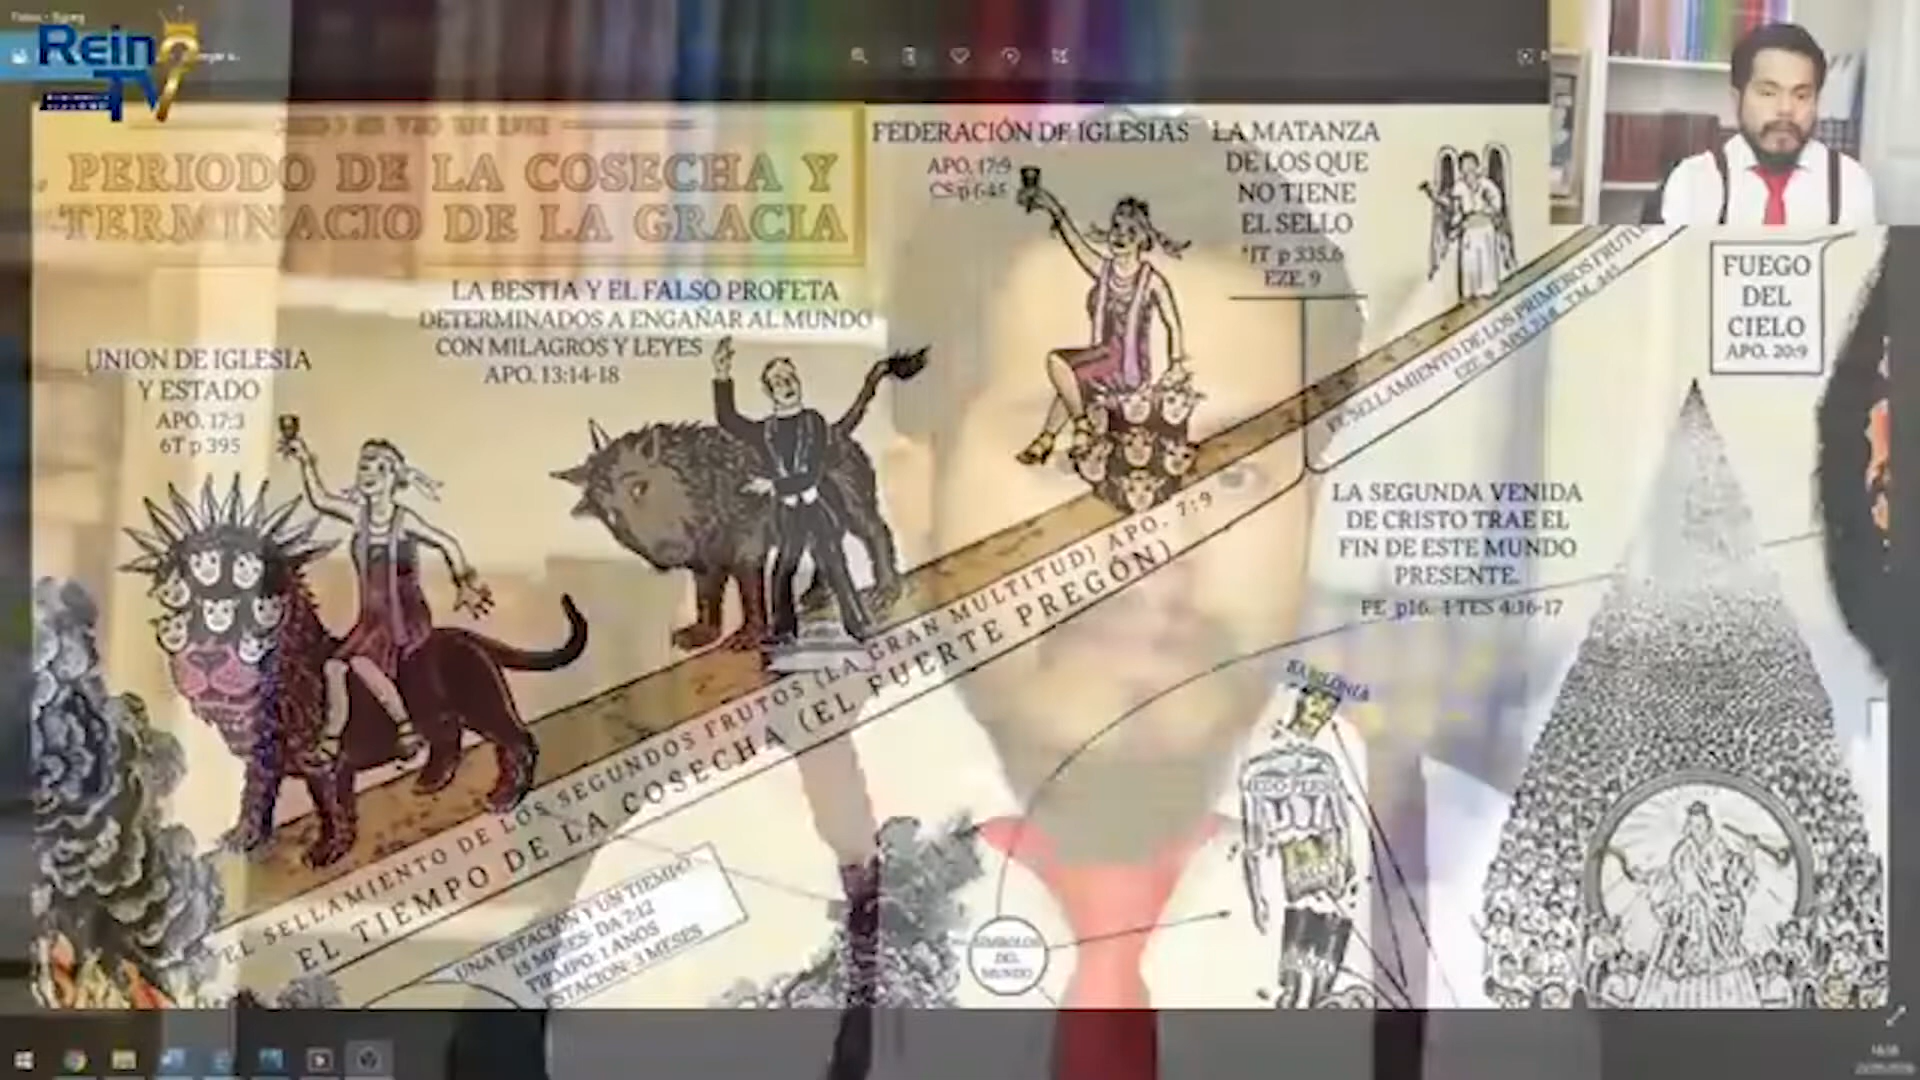 Rein
TV
PERIODO DE LA COSECHA Y
TERMINACIO DE LA GRACIA
FEDERACIÓN DE IGLESIAS
APO. 17:9
CS p 645
LA MATANZA
DE LOS QUE
NO TIENE
EL SELLO
EZE. 9
LA BESTIA Y EL FALSO PROFETA
DETERMINADOS A ENGAÑAR AL MUNDO
CON MILAGROS Y LEYES
APO. 13:14-18
UNION DE IGLESIA
Y ESTADO
APO. 17:3
6T p 395
FUEGO
DEL
CIELO
APO. 20:9
EL SELLAMIENTO DE LOS PRIMEROS FRUTOS
LA SEGUNDA VENIDA
DE CRISTO TRAE EL
FIN DE ESTE MUNDO
PRESENTE.
PE p16. 1 TES 4:16-17
BABILONIA
EL SELLAMIENTO DE LOS SEGUNDOS FRUTOS (LA GRAN MULTITUD) APO. 7:9
EL TIEMPO DE LA COSECHA (EL FUERTE PREGÓN)
UNA ESTACIÓN Y UN TIEMPO
15 MESES- DA 7:12
TIEMPO: 1 AÑOS
ESTACION: 3 MESES
SIMBOLOS
DEL
MUNDO